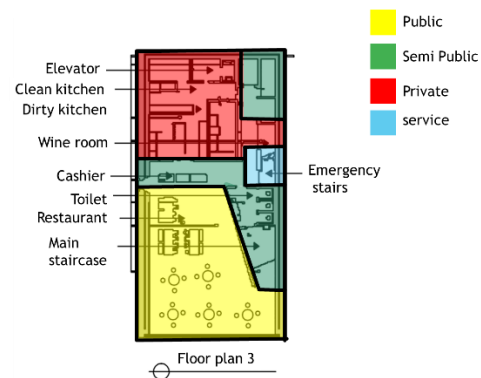 Public
Semi Public
Private
service
Elevator
Clean kitchen
Dirty kitchen
Wine room
Cashier
Toilet
Restaurant
Main
staircase
Emergency
stairs
Floor plan 3